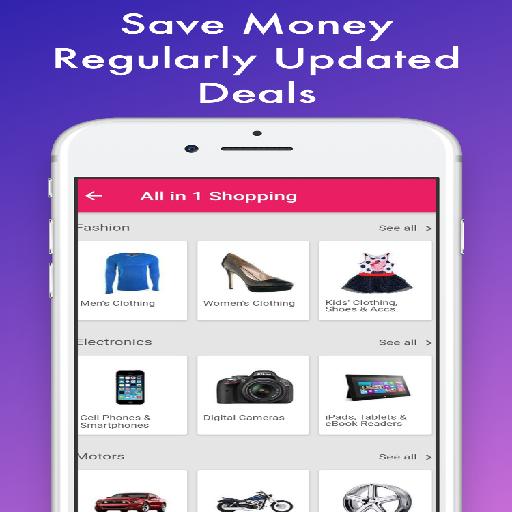 Save Money
Regularly Updated
Deals
All in 1 Shopping
Fashion
See all >
Men's Clothing
Women's Clothing
Kids' Clothing,
Shoes & Accs
Electronics
See all >
Cell Phones &
Smartphones
Digital Cameras
iPads, Tablets &
eBook Readers
Motors
See all >